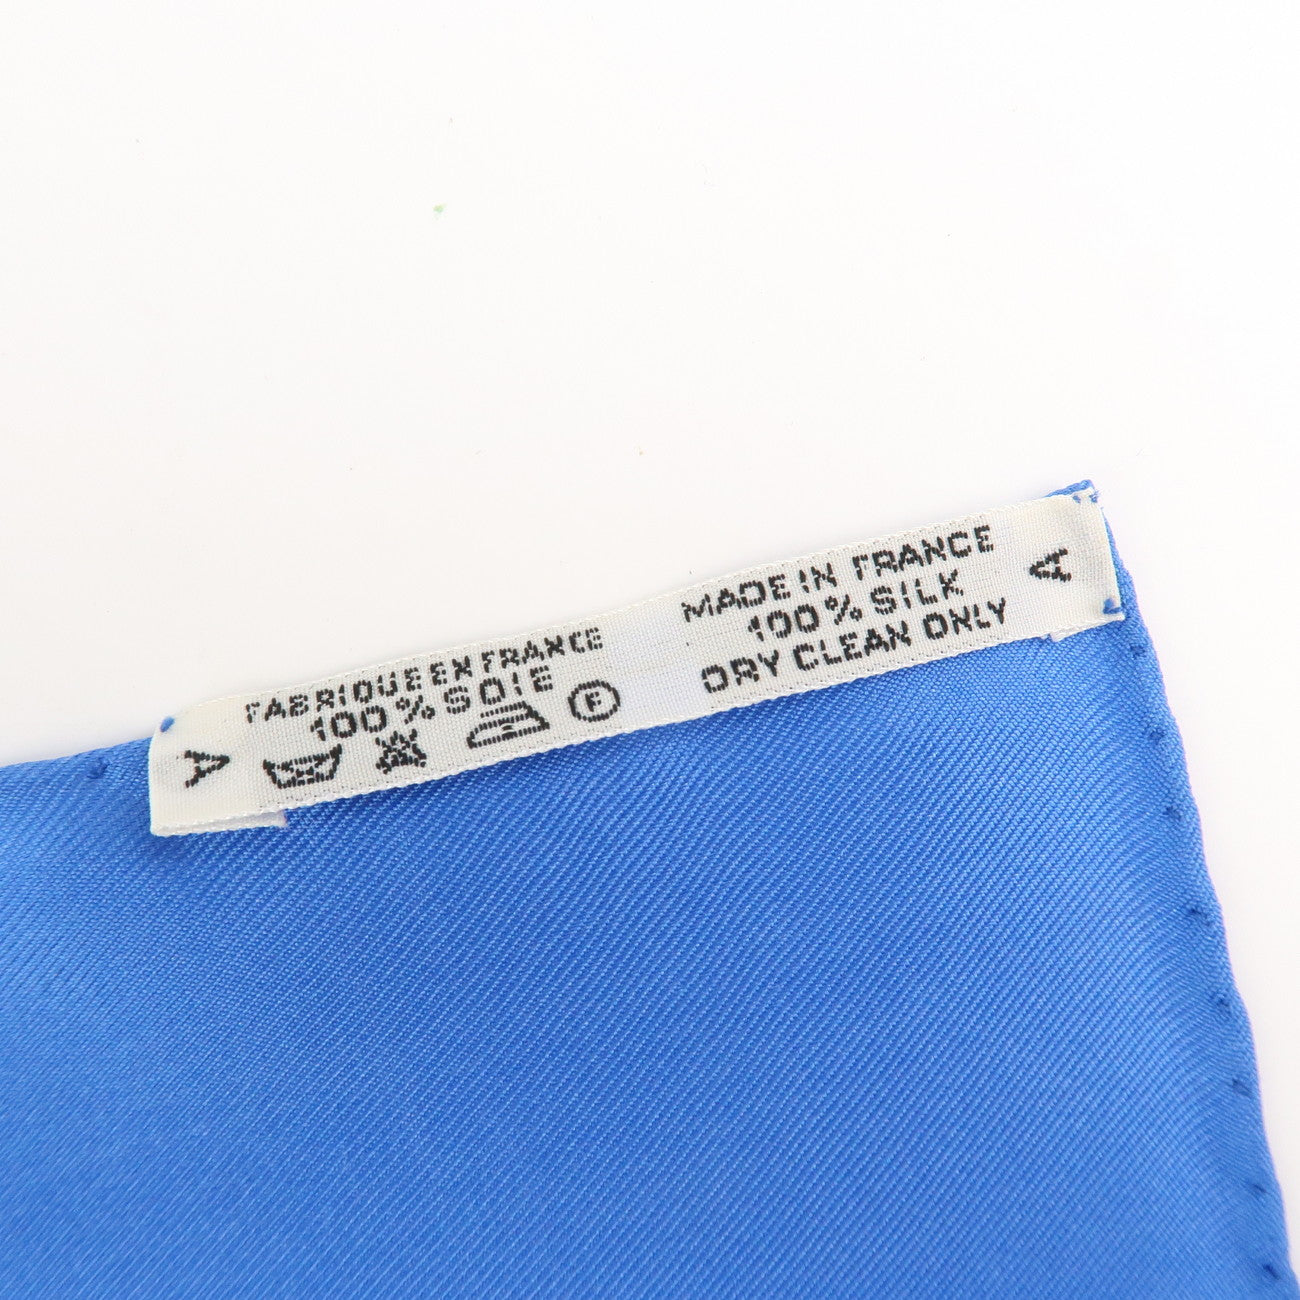 A
FABRIQUE EN FRANCE
100% SOIE
F
MADE IN FRANCE
100% SILK
DRY CLEAN ONLY
A